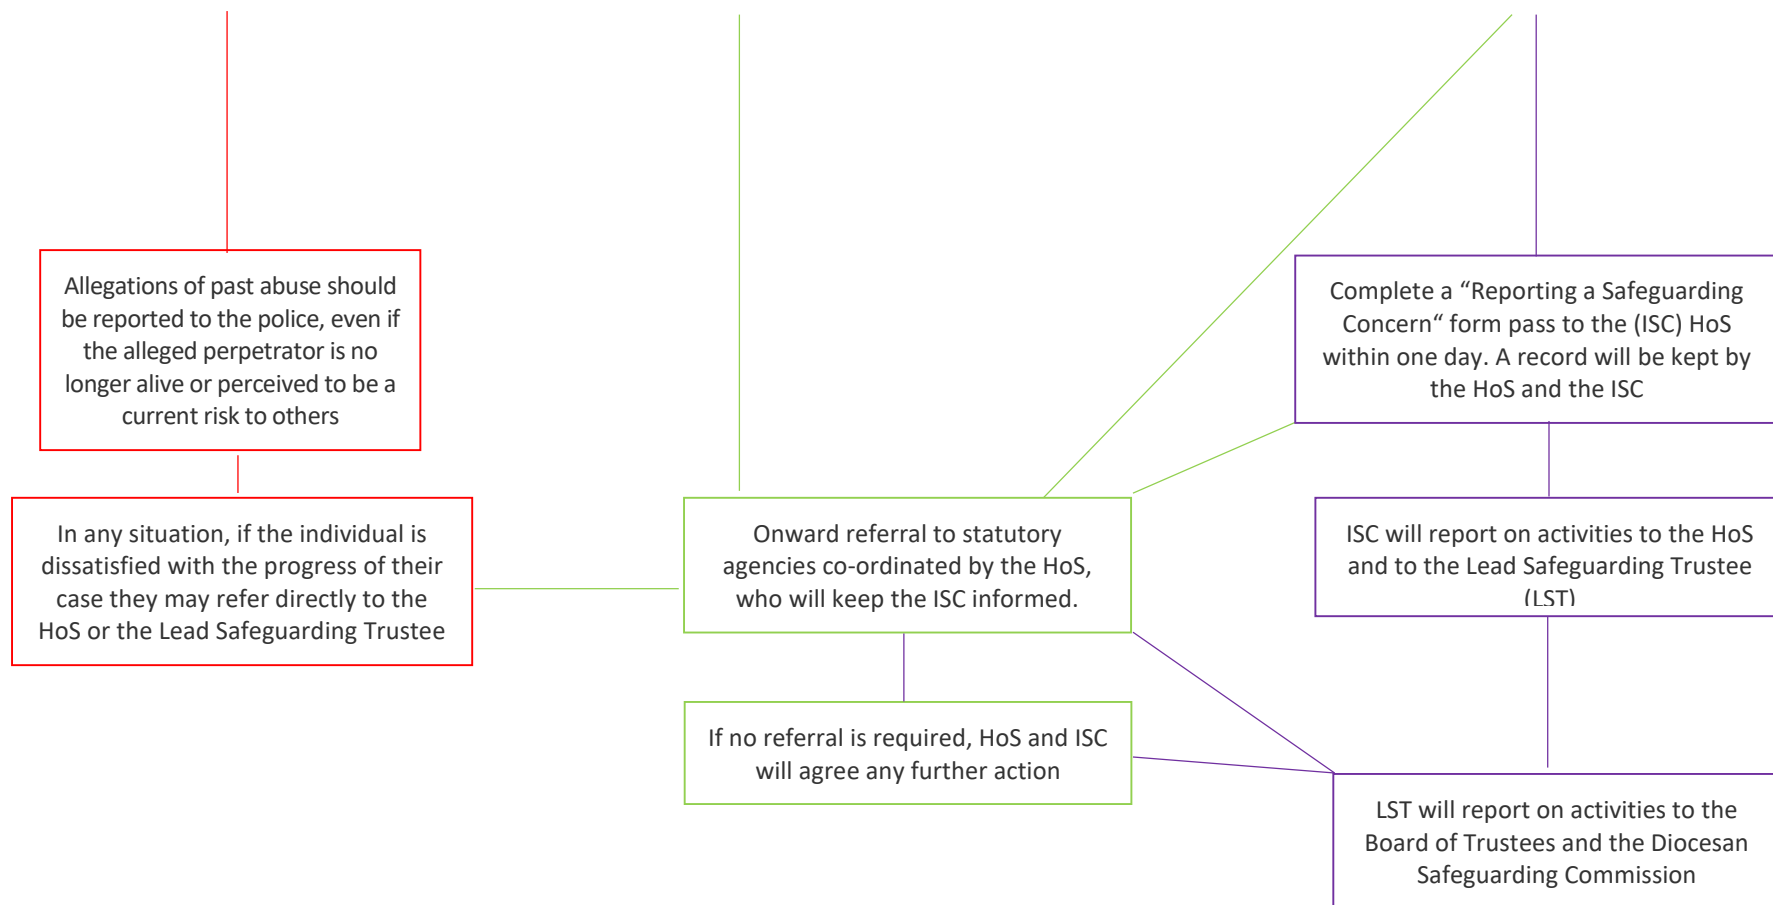 Allegations of past abuse should
be reported to the police, even if
the alleged perpetrator is no
longer alive or perceived to be a
current risk to others
Complete a “Reporting a Safeguarding
Concern“ form pass to the (ISC) HoS
within one day. A record will be kept by
the HoS and the ISC
In any situation, if the individual is
dissatisfied with the progress of their
case they may refer directly to the
HoS or the Lead Safeguarding Trustee
Onward referral to statutory
agencies co-ordinated by the HoS,
who will keep the ISC informed.
ISC will report on activities to the HoS
and to the Lead Safeguarding Trustee
(LST)
If no referral is required, HoS and ISC
will agree any further action
LST will report on activities to the
Board of Trustees and the Diocesan
Safeguarding Commission